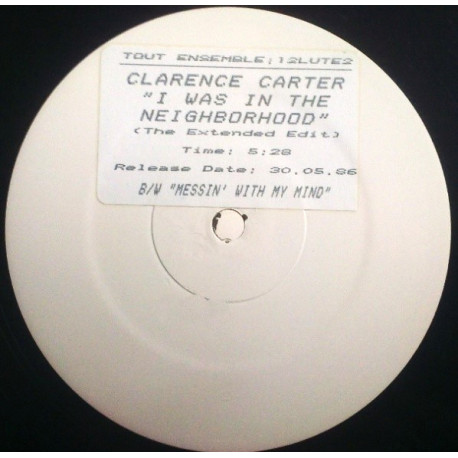 TOUT ENSEMBLE;12LUTE2
CLARENCE CARTER
"I WAS IN THE
NEIGHBORHOOD"
(The Extended Edit)
Time: 5:28
Release Date: 30.05.86
B/W "MESSIN' WITH MY MIND"